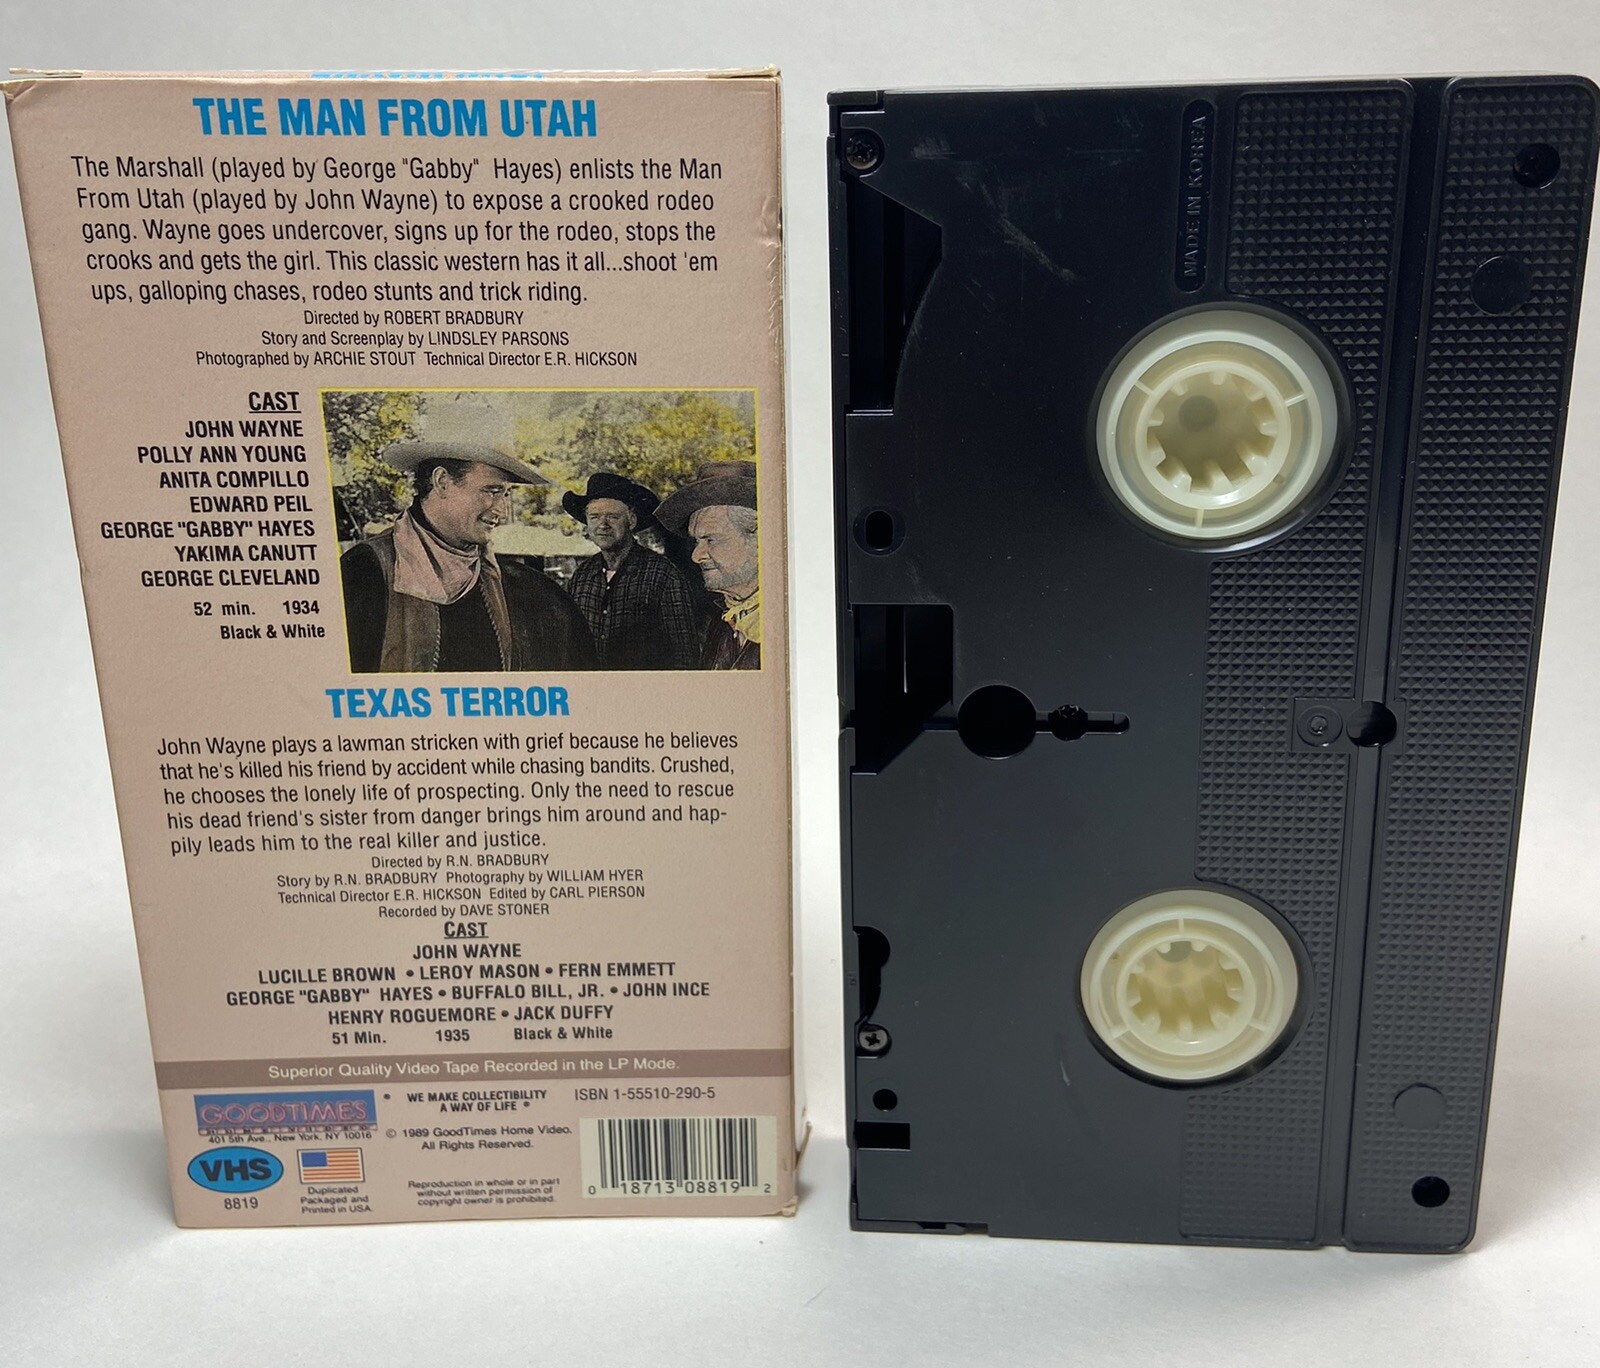 THE MAN FROM UTAH
The Marshall (played by George "Gabby" Hayes) enlists the Man
From Utah (played by John Wayne) to expose a crooked rodeo
gang. Wayne goes undercover, signs up for the rodeo, stops the
crooks and gets the girl. This classic western has it all...shoot 'em
ups, galloping chases, rodeo stunts and trick riding.
Directed by ROBERT BRADBURY
Story and Screenplay by LINDSLEY PARSONS
Photographed by ARCHIE STOUT Technical Director E.R. HICKSON
CAST
JOHN WAYNE
POLLY ANN YOUNG
ANITA COMPILLO
EDWARD PEIL
GEORGE "GABBY" HAYES
YAKIMA CANUTT
GEORGE CLEVELAND
52 min. 1934
Black & White
TEXAS TERROR
John Wayne plays a lawman stricken with grief because he believes
that he's killed his friend by accident while chasing bandits. Crushed,
he chooses the lonely life of prospecting. Only the need to rescue
his dead friend's sister from danger brings him around and hap-
pily leads him to the real killer and justice.
Directed by R.N. BRADBURY
Story by R.N. BRADBURY Photography by WILLIAM HYER
Technical Director E.R. HICKSON Edited by CARL PIERSON
Recorded by DAVE STONER
CAST
JOHN WAYNE
LUCILLE BROWN • LEROY MASON • FERN EMMETT
GEORGE "GABBY" HAYES • BUFFALO BILL, JR. • JOHN INCE
HENRY ROGUEMORE • JACK DUFFY
51 Min. 1935 Black & White
Superior Quality Video Tape Recorded in the LP Mode.
GOODTIMES
401 5th Ave., New York, NY 10016
VHS
8819
Duplicated
Packaged and
Printed in USA.
• WE MAKE COLLECTIBILITY
A WAY OF LIFE •
© 1989 GoodTimes Home Video.
All Rights Reserved.
Reproduction in whole or in part
without written permission of
copyright owner is prohibited.
ISBN 1-55510-290-5
0 18713 08819 2
MADE IN KOREA